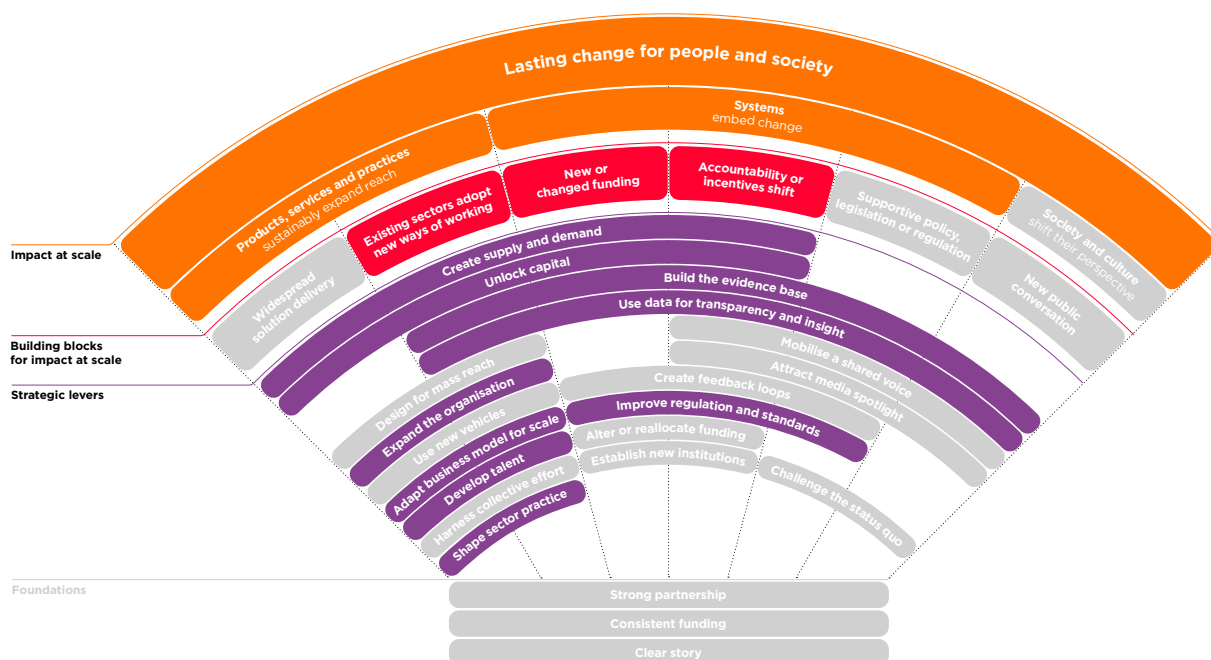 Lasting change for people and society
Systems
embed change
Products, services and practices
sustainably expand reach
Society and culture
shift their perspective
Impact at scale
Widespread
solution delivery
Existing sectors adopt
new ways of working
New or
changed funding
Accountability or
incentives shift
Supportive policy,
legislation or regulation
New public
conversation
Building blocks
for impact at scale
Strategic levers
Create supply and demand
Unlock capital
Build the evidence base
Use data for transparency and insight
Mobilise a shared voice
Attract media spotlight
Design for mass reach
Expand the organisation
Use new vehicles
Create feedback loops
Improve regulation and standards
Adapt business model for scale
Alter or reallocate funding
Develop talent
Establish new institutions
Harness collective effort
Challenge the status quo
Shape sector practice
Foundations
Strong partnership
Consistent funding
Clear story